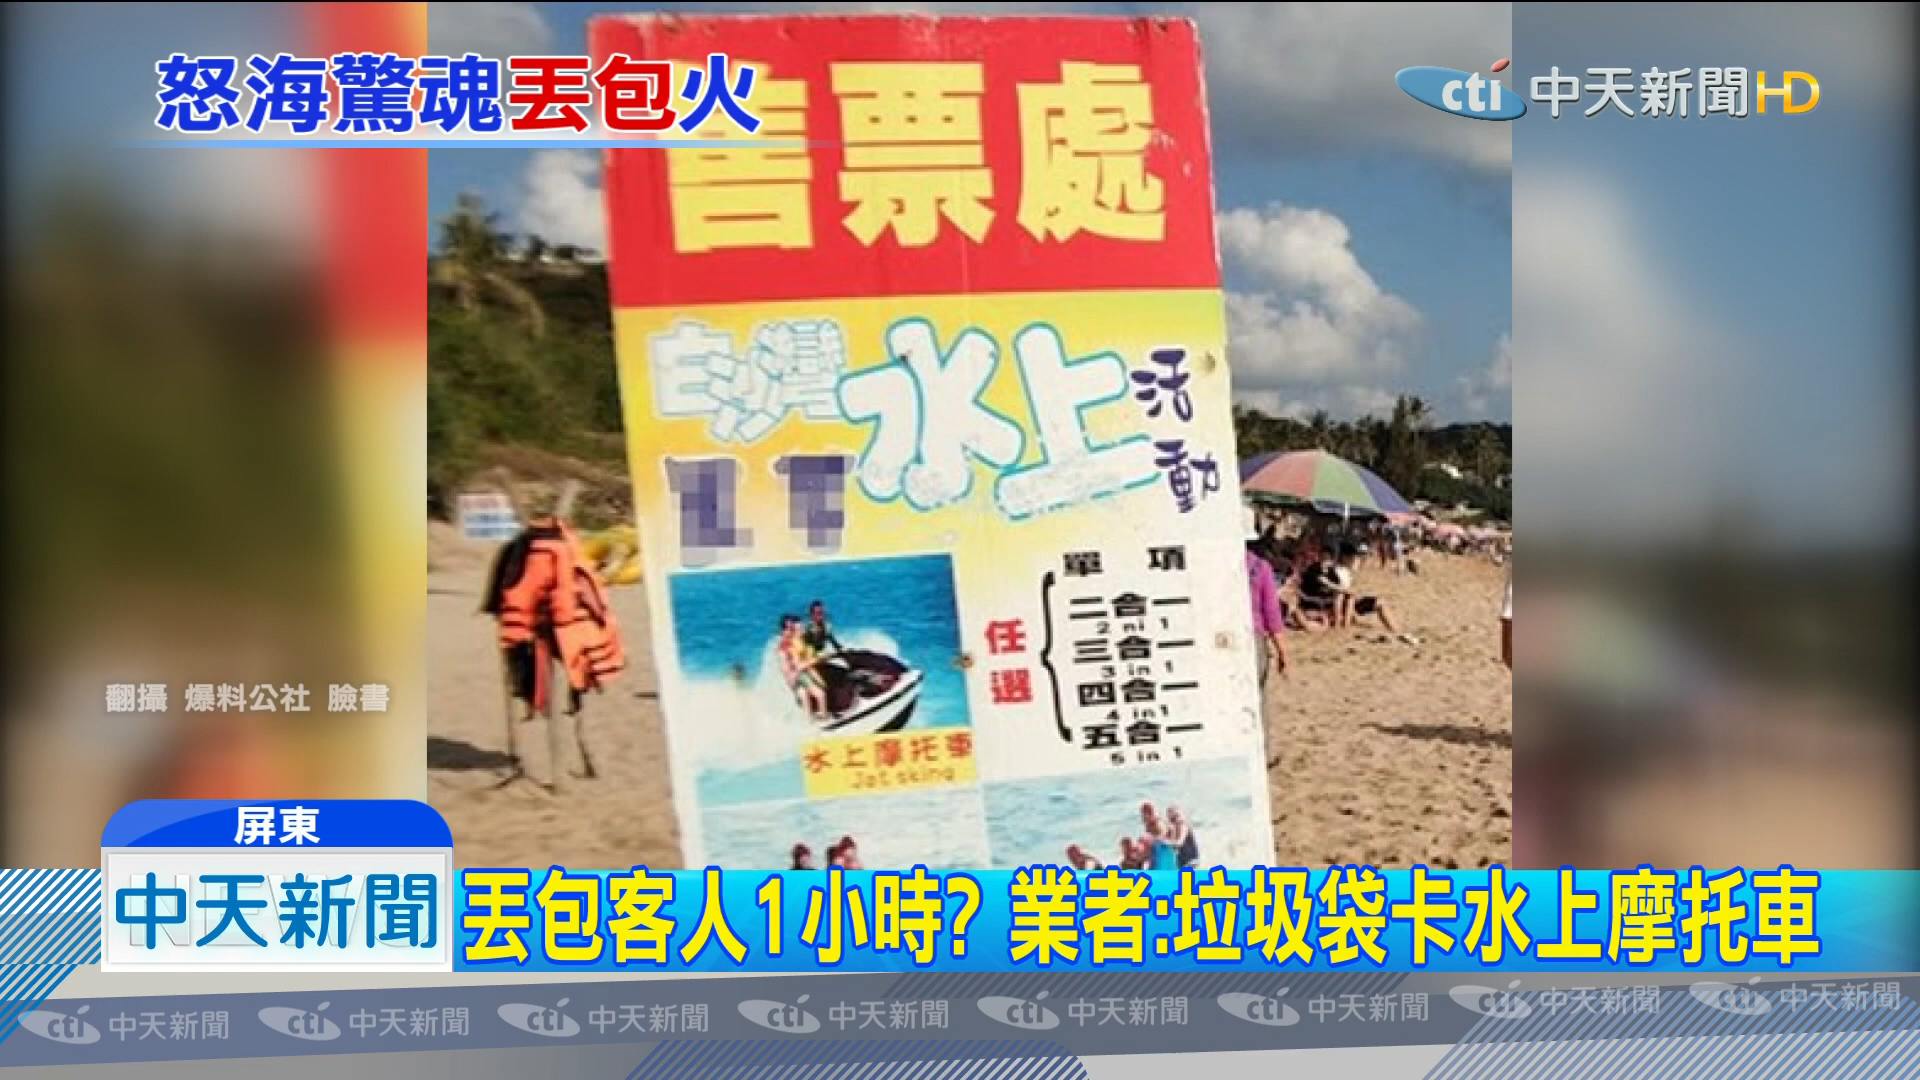 怒海驚魂丟包火
cti 中天新聞HD
售票處
白沙灣 水上 活動
單項
任選
二合一
2 ni 1
三合一
3 in 1
四合一
4 in 1
五合一
5 in 1
水上摩托車
Jet sking
翻攝 爆料公社 臉書
屏東
中天新聞
丟包客人1小時? 業者:垃圾袋卡水上摩托車
cti 中天新聞 cti 中天新聞 cti 中天新聞 cti 中天新聞 cti 中天新聞 cti 中天新聞 cti 中天新聞 cti 中天新聞